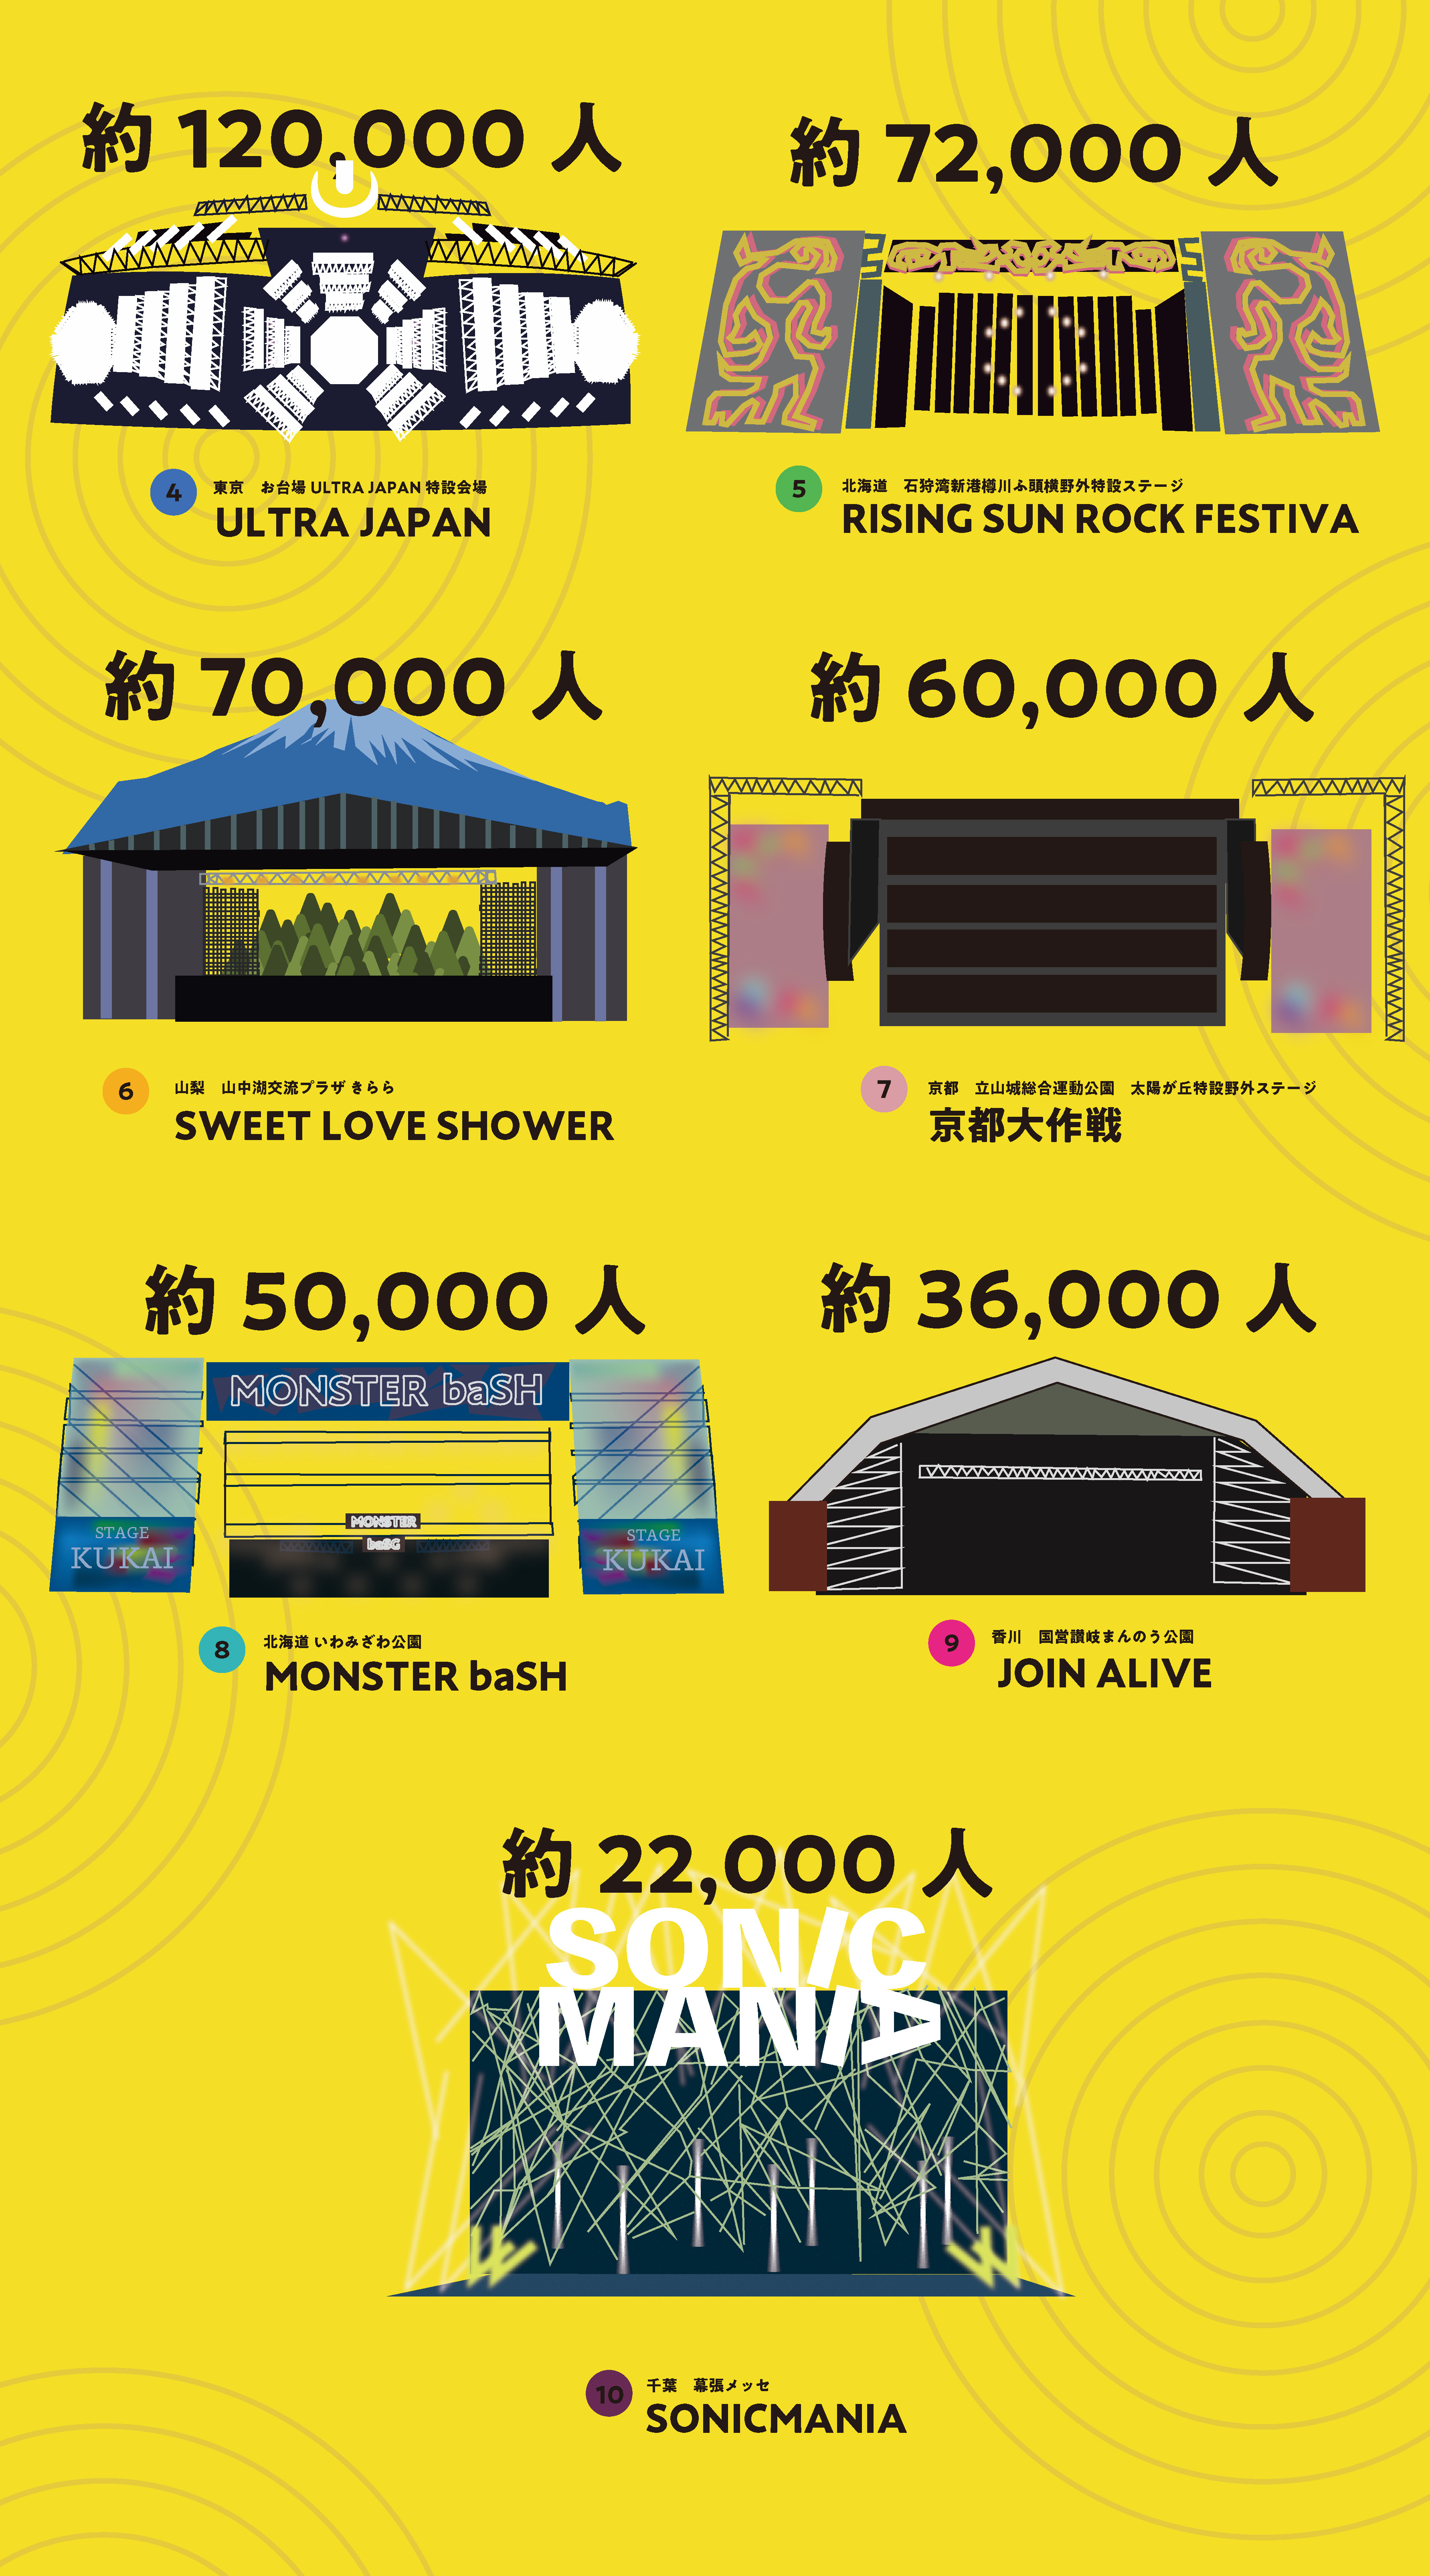 約 120,000 人
4
東京　お台場 ULTRA JAPAN 特設会場
ULTRA JAPAN
約 72,000 人
5
北海道　石狩湾新港樽川ふ頭横野外特設ステージ
RISING SUN ROCK FESTIVA
約 70,000 人
6
山梨　山中湖交流プラザ きらら
SWEET LOVE SHOWER
約 60,000 人
7
京都　立山城総合運動公園　太陽が丘特設野外ステージ
京都大作戦
約 50,000 人
MONSTER baSH
MONSTER
baSG
STAGE
KUKAI
STAGE
KUKAI
8
北海道 いわみざわ公園
MONSTER baSH
約 36,000 人
9
香川　国営讃岐まんのう公園
JOIN ALIVE
約 22,000 人
SONIC
MANIA
10
千葉　幕張メッセ
SONICMANIA